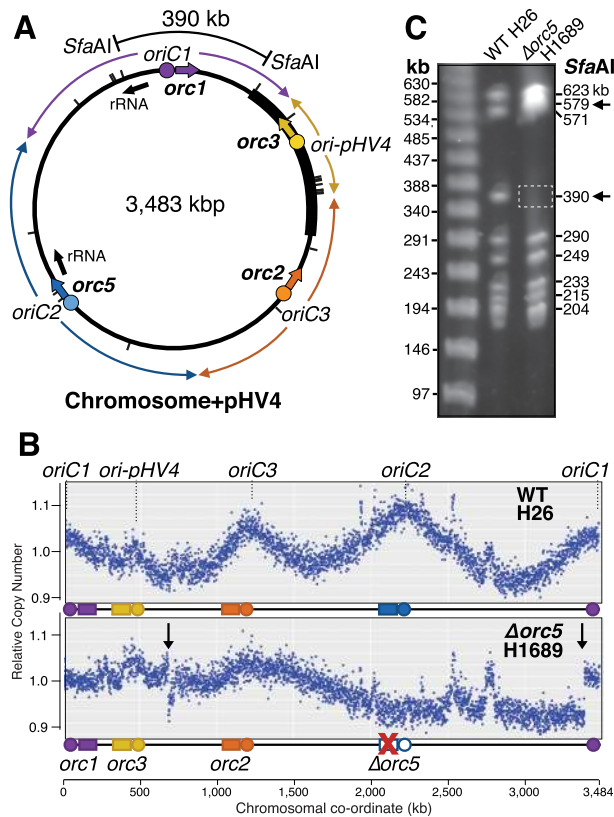 A
390 kb
SfaAI
SfaAI
oriC1
orc1
rRNA
orc3
ori-pHV4
3,483 kbp
rRNA
orc5
oriC2
orc2
oriC3
Chromosome+pHV4
C
WT H26
Δorc5
H1689
kb
SfaAI
630
582
534
485
437
388
340
291
243
194
146
97
623 kb
579
571
390
290
249
233
215
204
B
oriC1 ori-pHV4 oriC3 oriC2 oriC1
WT
H26
1.1
1.0
0.9
Relative Copy Number
Δorc5
H1689
1.1
1.0
0.9
X
orc1 orc3 orc2 Δorc5
0 500 1,000 1,500 2,000 2,500 3,000 3,484
Chromosomal co-ordinate (kb)